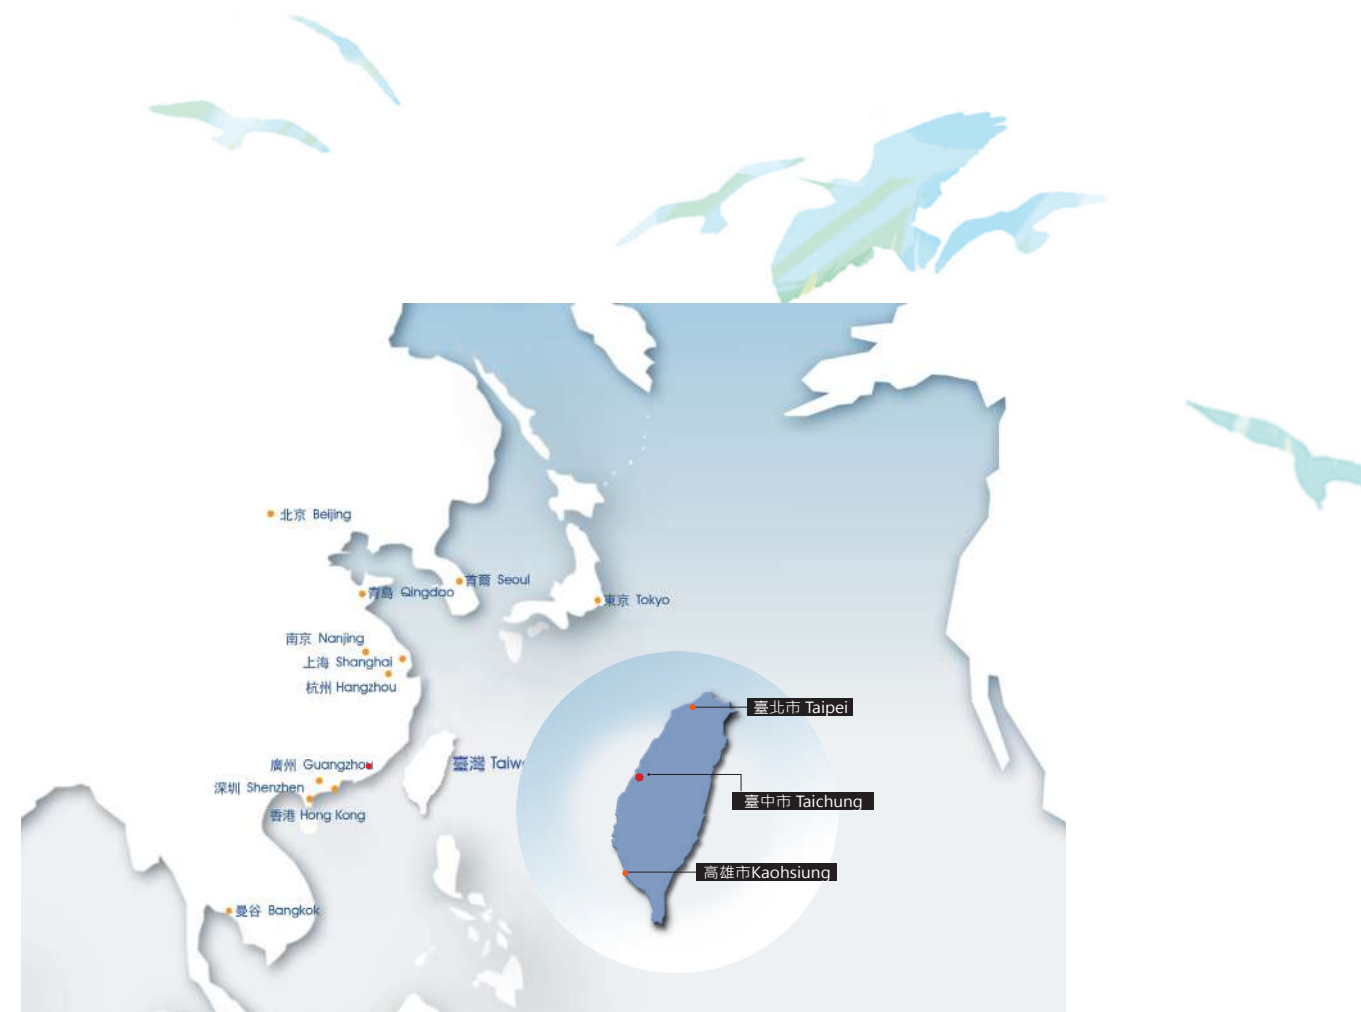 北京 Beijing
首爾 Seoul
青島 Qingdao
東京 Tokyo
南京 Nanjing
上海 Shanghai
杭州 Hangzhou
臺北市 Taipei
廣州 Guangzhou
臺灣 Taiw
深圳 Shenzhen
臺中市 Taichung
香港 Hong Kong
高雄市Kaohsiung
曼谷 Bangkok